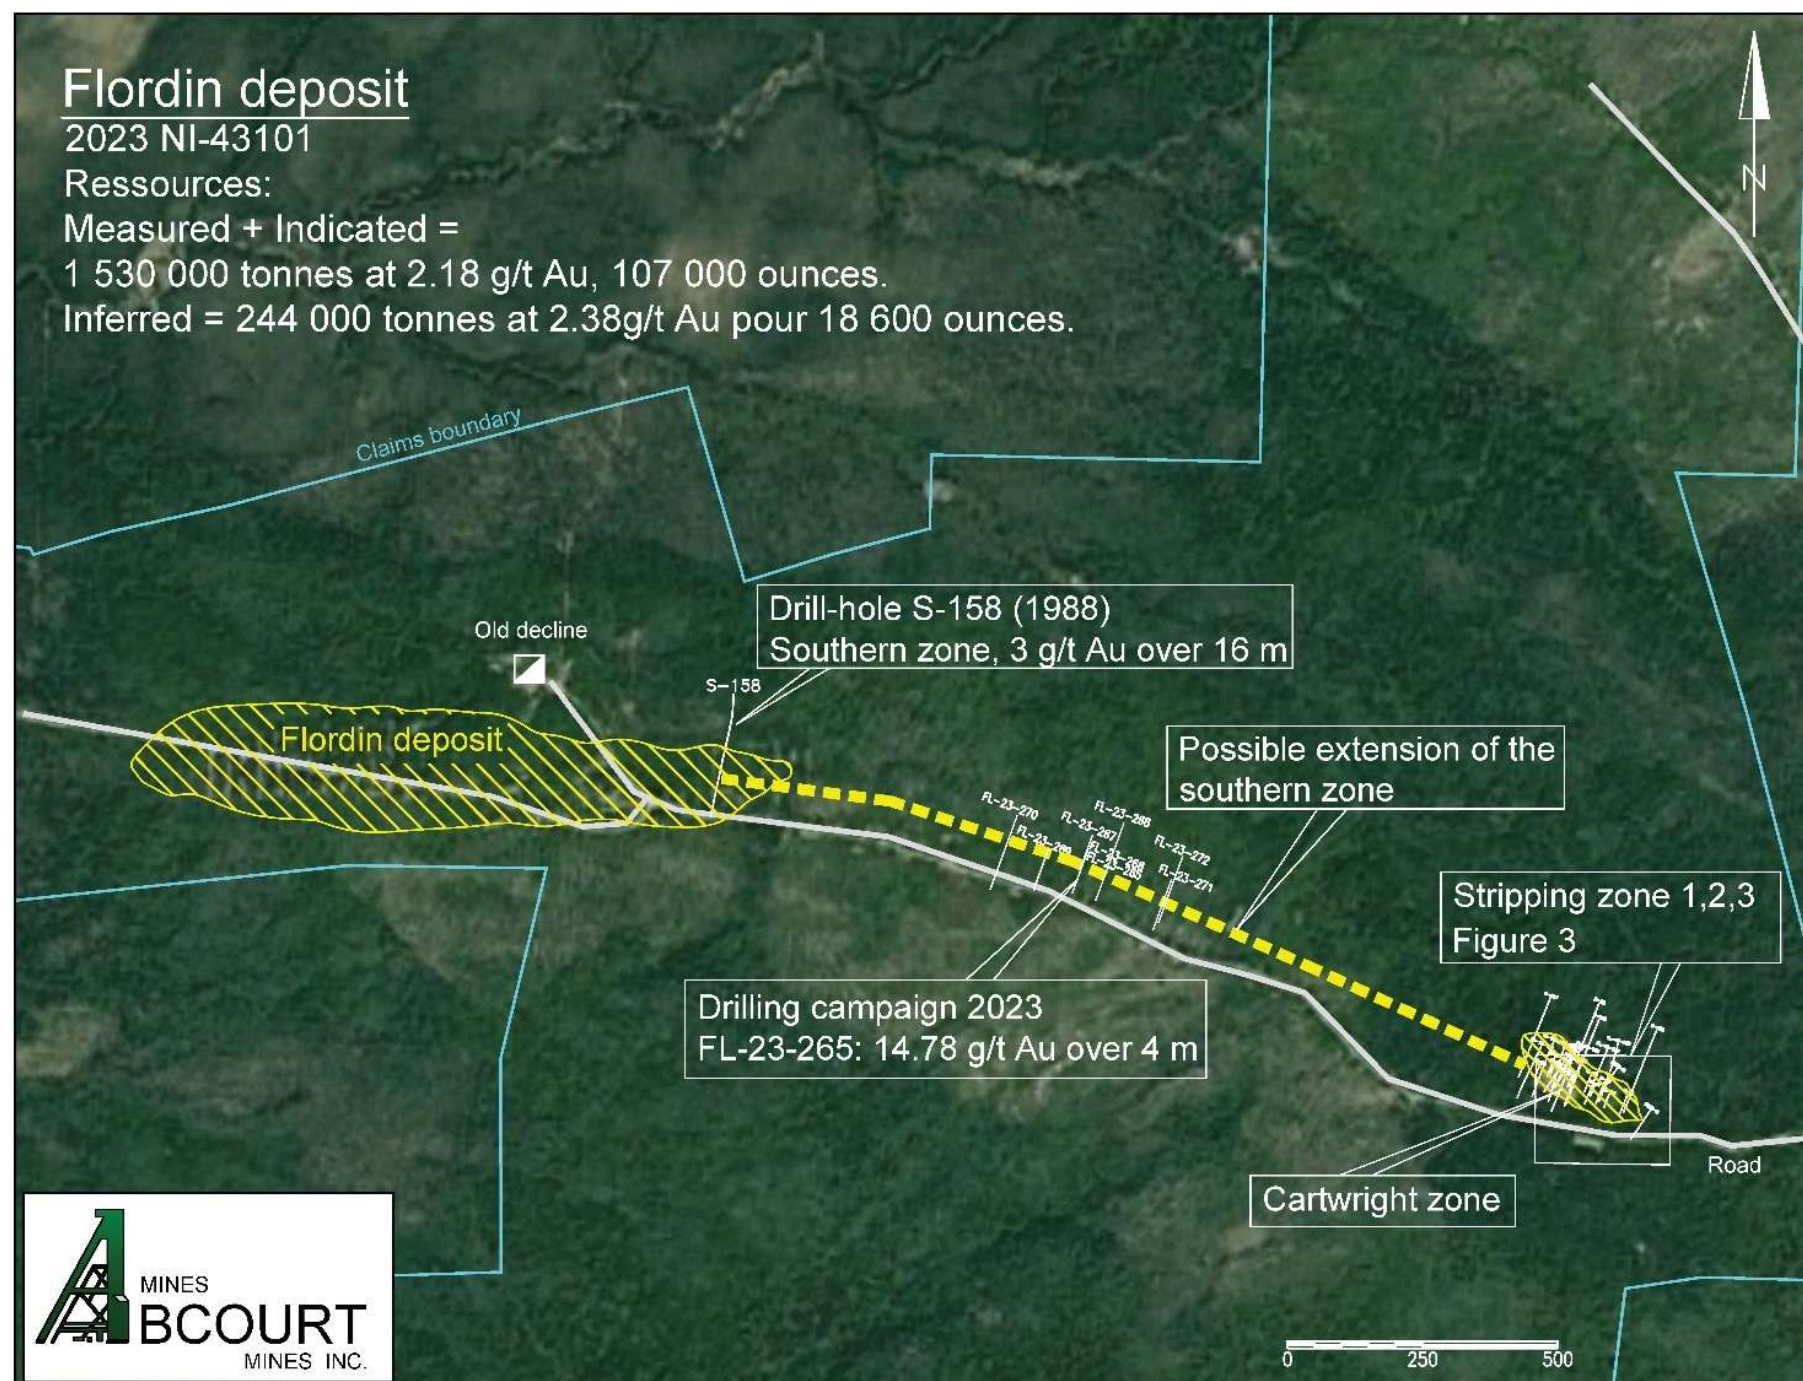 Flordin deposit
2023 NI-43101
Ressources:
Measured + Indicated =
1 530 000 tonnes at 2.18 g/t Au, 107 000 ounces.
Inferred = 244 000 tonnes at 2.38g/t Au pour 18 600 ounces.
N
Claims boundary
Old decline
Drill-hole S-158 (1988)
Southern zone, 3 g/t Au over 16 m
S-158
Flordin deposit
Possible extension of the
southern zone
FL-23-270
FL-23-269
FL-23-267
FL-23-268
FL-23-272
FL-23-271
Stripping zone 1,2,3
Figure 3
Drilling campaign 2023
FL-23-265: 14.78 g/t Au over 4 m
Cartwright zone
Road
MINES
ABCOURT
MINES INC.
0 250 500